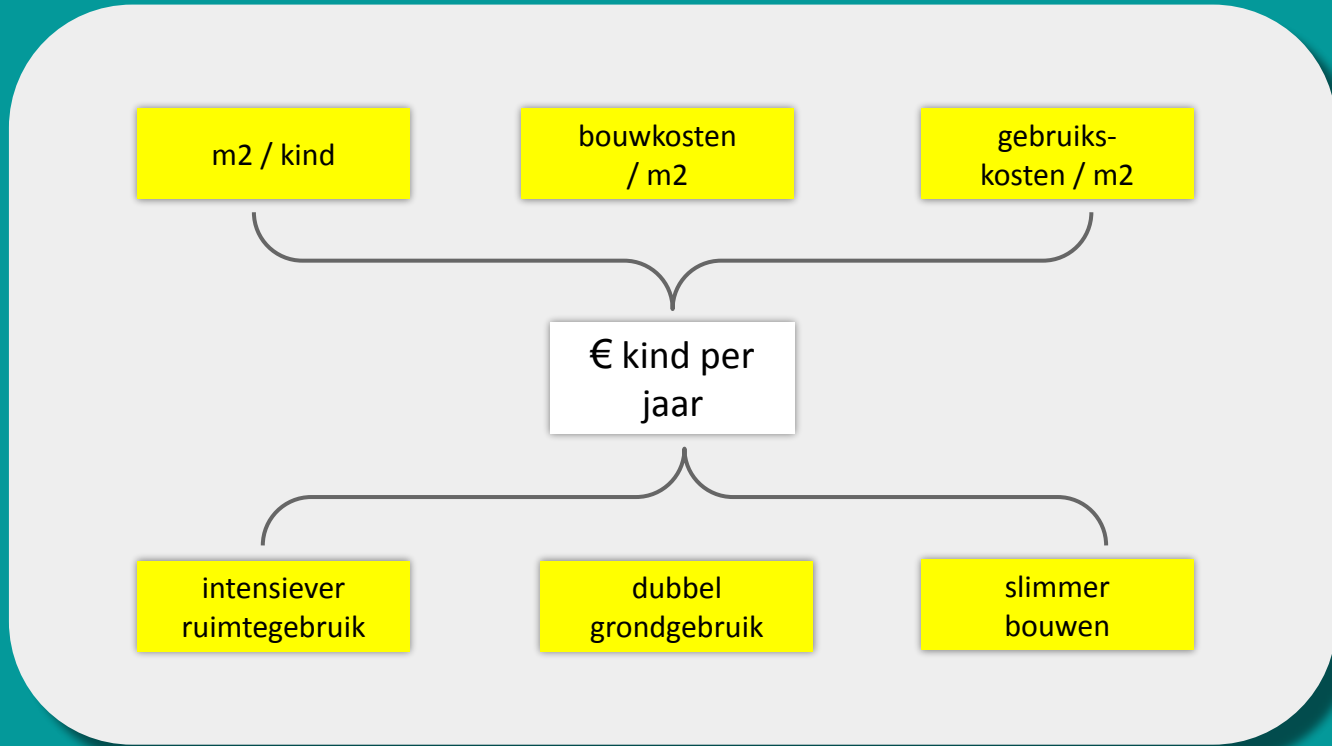 m2 / kind
bouwkosten
/ m2
gebruiks-
kosten / m2
€ kind per
jaar
intensiever
ruimtegebruik
dubbel
grondgebruik
slimmer
bouwen